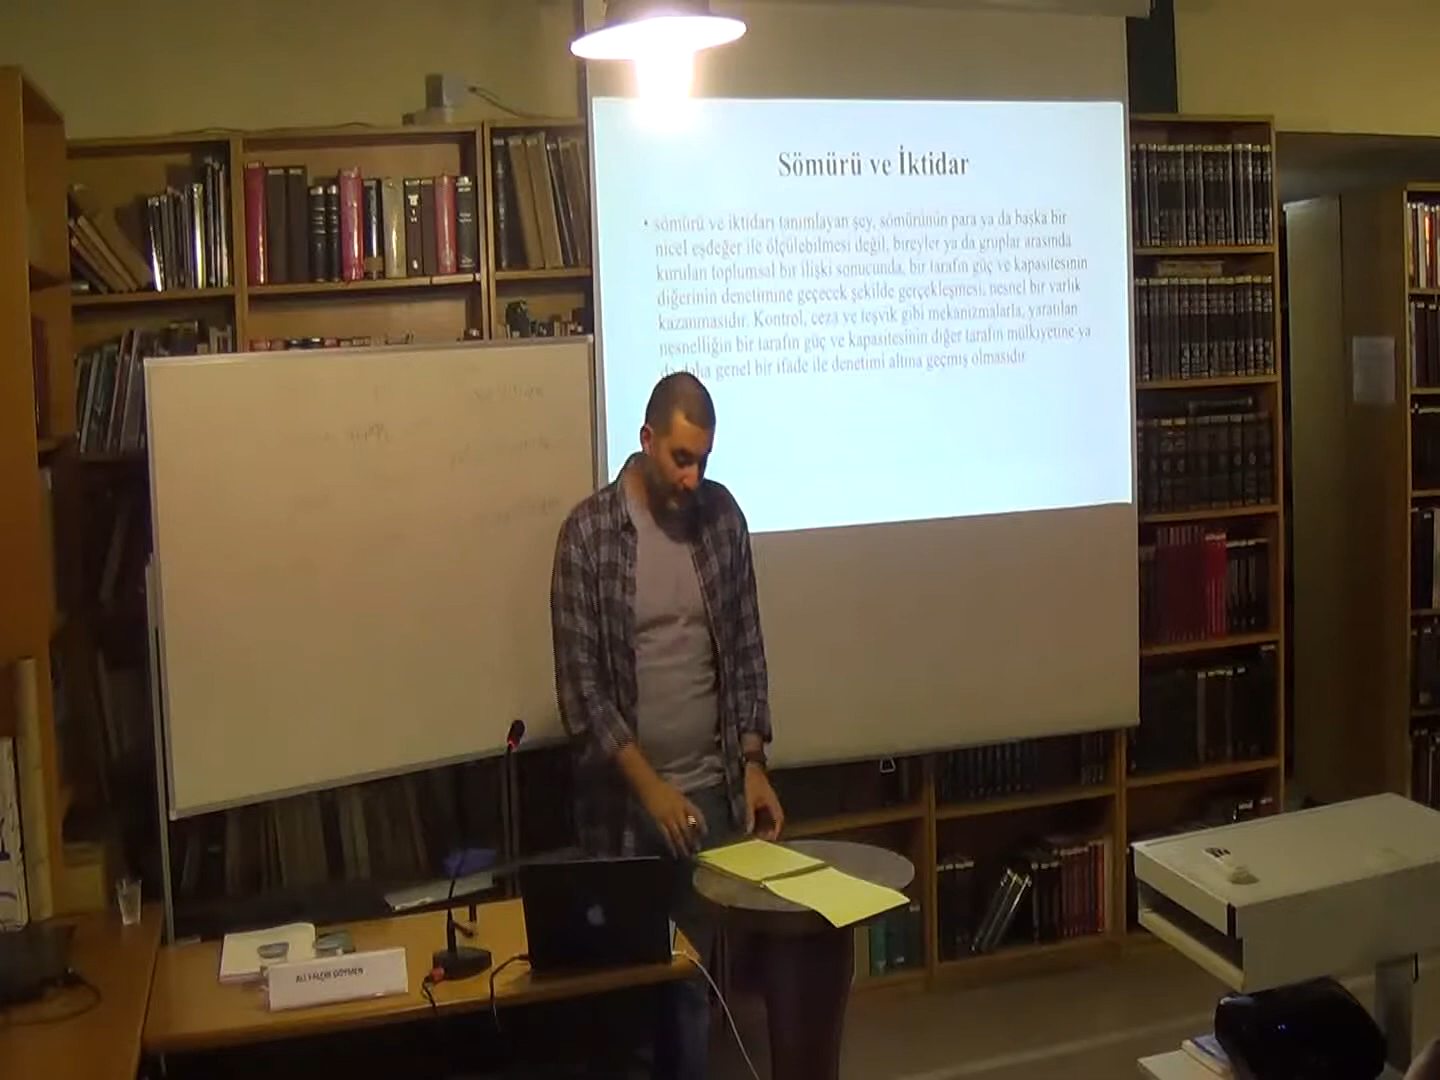 Sömürü ve İktidar
• sömürü ve iktidarı tanımlayan şey, sömürünün para ya da başka bir
nicel eşdeğer ile ölçülebilmesi değil, bireyler ya da gruplar arasında
kurulan toplumsal bir ilişki sonucunda, bir tarafın güç ve kapasitesinin
diğerinin denetimine geçecek şekilde gerçekleşmesi, nesnel bir varlık
kazanmasıdır. Kontrol, ceza ve teşvik gibi mekanizmalarla, yaratılan
nesnelliğin bir tarafın güç ve kapasitesinin diğer tarafın mülkiyetine ya
da daha genel bir ifade ile denetimi altına geçmiş olmasıdır
ALİ YALÇIN GÖYMEN